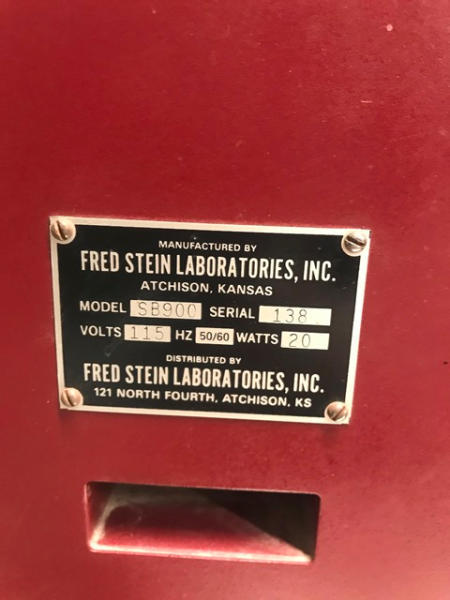 MANUFACTURED BY
FRED STEIN LABORATORIES, INC.
ATCHISON, KANSAS
MODEL SB900 SERIAL 138
VOLTS 115 HZ 50/60 WATTS 20
DISTRIBUTED BY
FRED STEIN LABORATORIES, INC.
121 NORTH FOURTH, ATCHISON, KS